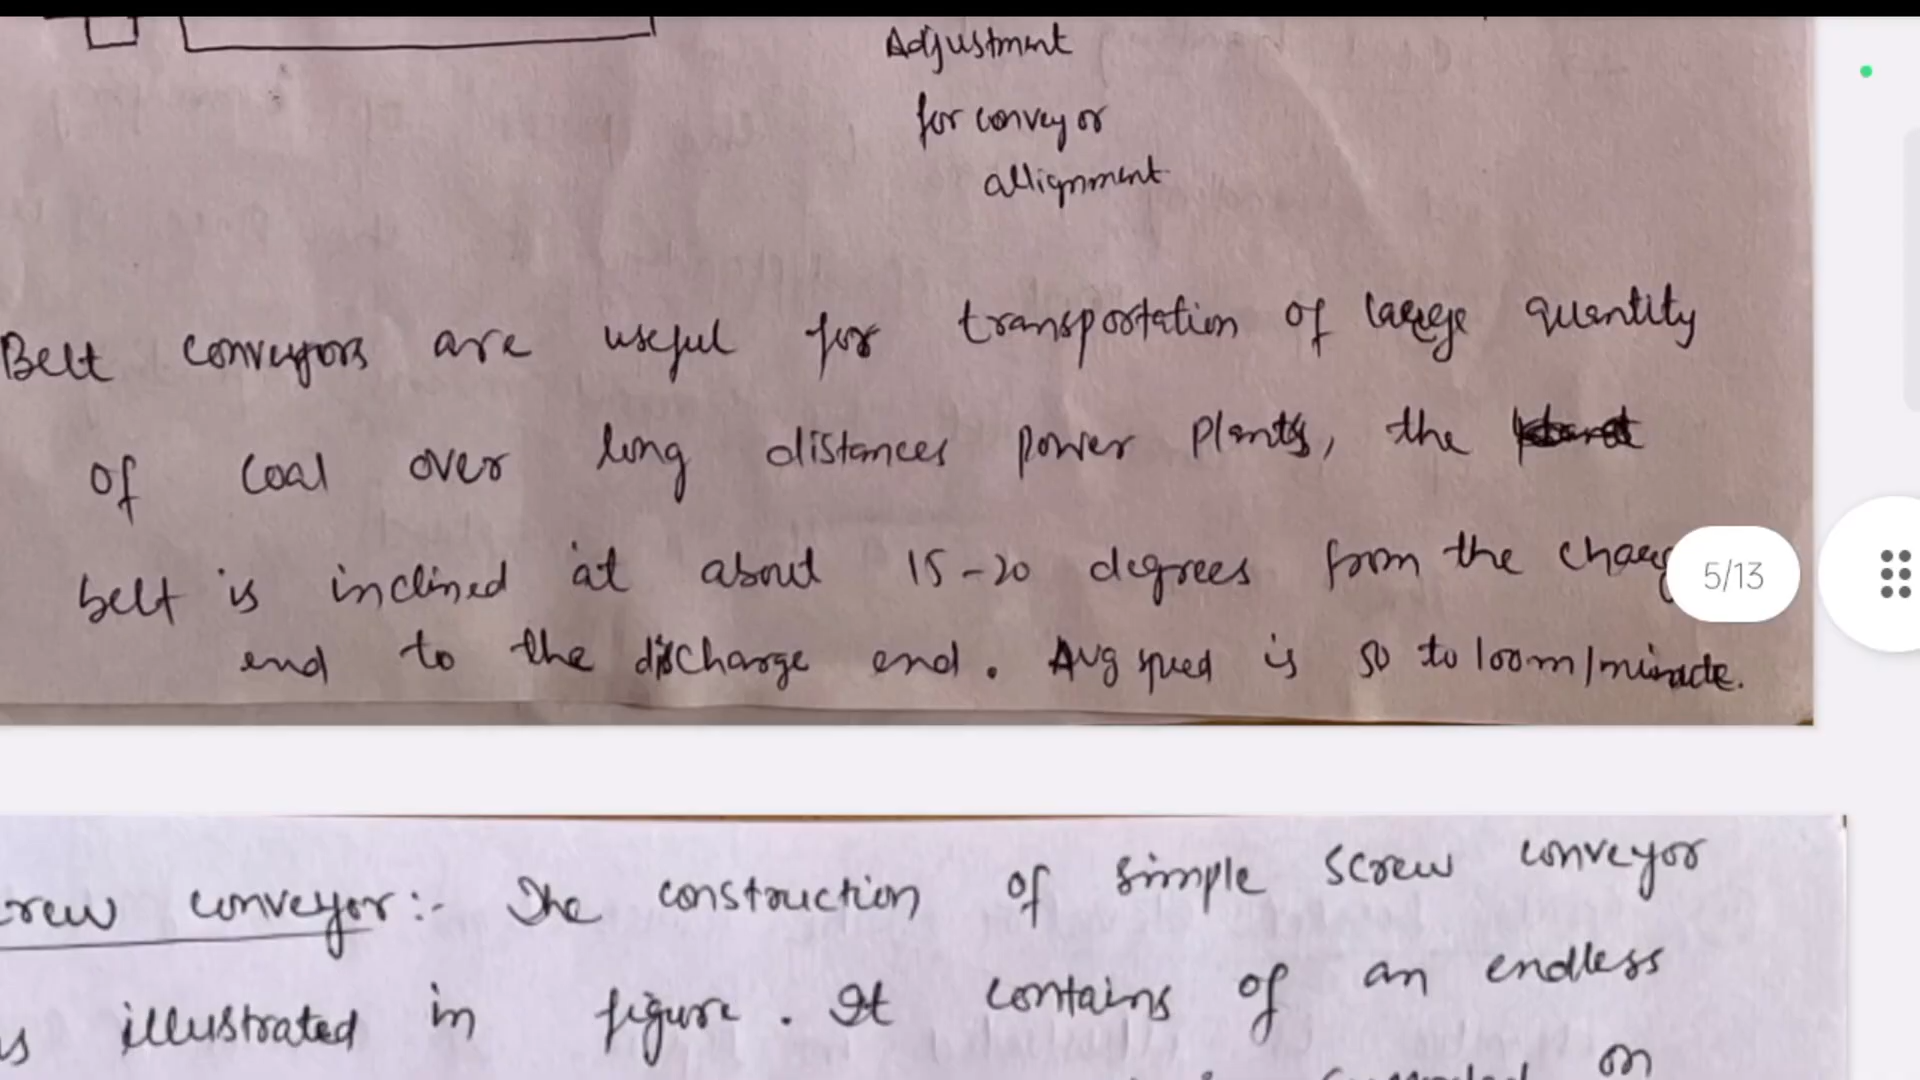 Adjustment
for conveyor
allignment
Belt conveyors are useful for transportation of large quantity
of coal over long distances power plants, the
belt is inclined at about 15-20 degrees from the charg
end to the discharge end. Avg speed is 50 to 100m/minute.
5/13
crew conveyor:- The construction of simple screw conveyor
is illustrated in figure. It contains of an endless
on